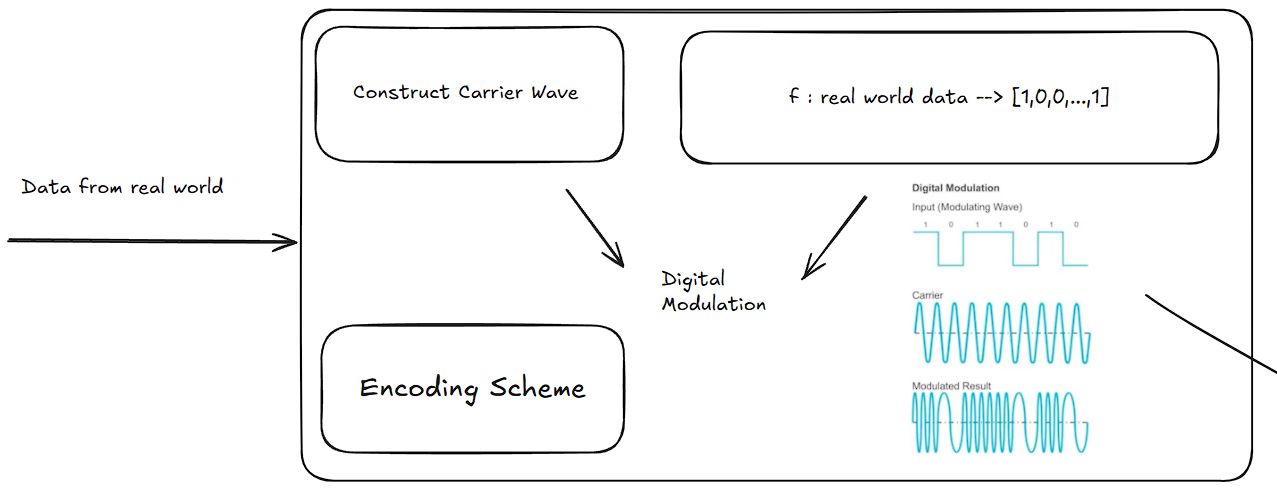 Construct Carrier Wave
f : real world data --> [1,0,0,...,1]
Data from real world
Digital Modulation
Input (Modulating Wave)
1 0 1 1 0 1 0
Digital
Modulation
Carrier
Encoding Scheme
Modulated Result